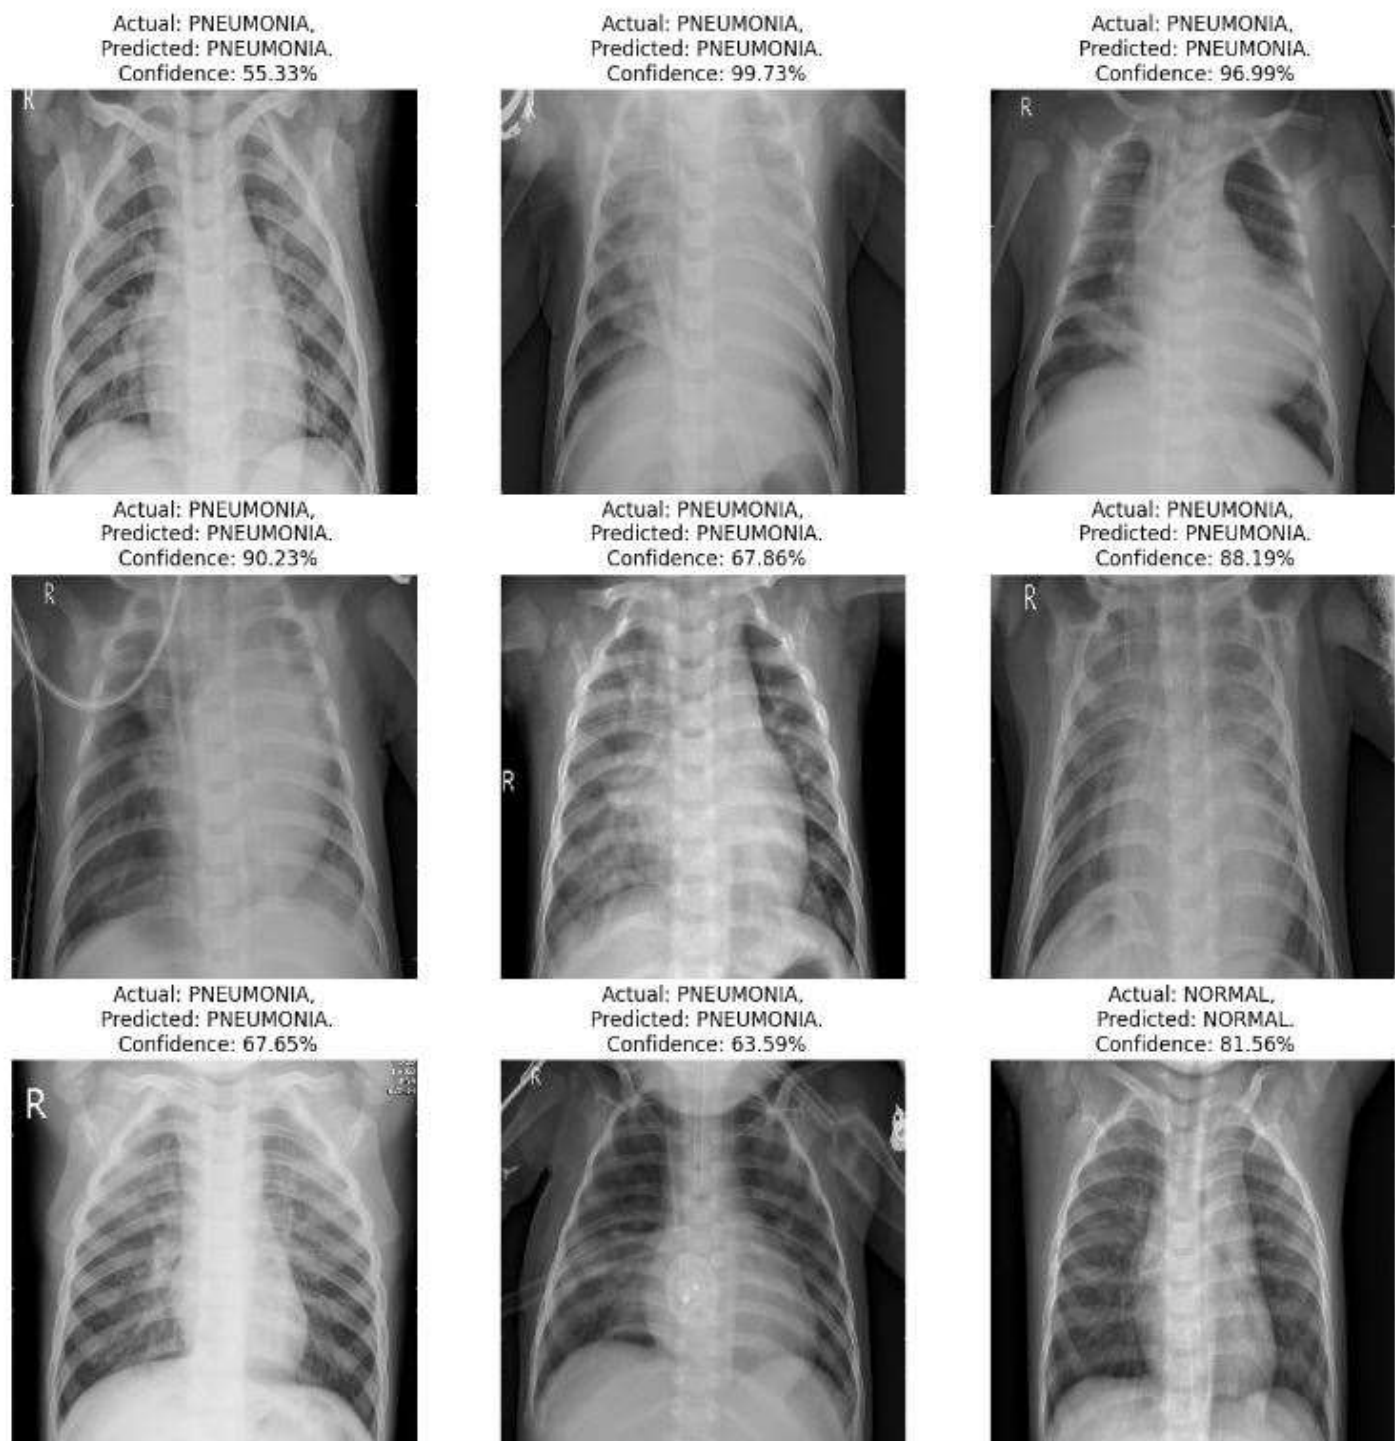 Actual: PNEUMONIA,
Predicted: PNEUMONIA.
Confidence: 55.33%
R
Actual: PNEUMONIA,
Predicted: PNEUMONIA.
Confidence: 99.73%
Actual: PNEUMONIA,
Predicted: PNEUMONIA.
Confidence: 96.99%
R
Actual: PNEUMONIA,
Predicted: PNEUMONIA.
Confidence: 90.23%
R
Actual: PNEUMONIA,
Predicted: PNEUMONIA.
Confidence: 67.86%
R
Actual: PNEUMONIA,
Predicted: PNEUMONIA.
Confidence: 88.19%
R
Actual: PNEUMONIA,
Predicted: PNEUMONIA.
Confidence: 67.65%
R
Actual: PNEUMONIA,
Predicted: PNEUMONIA.
Confidence: 63.59%
R
Actual: NORMAL,
Predicted: NORMAL.
Confidence: 81.56%